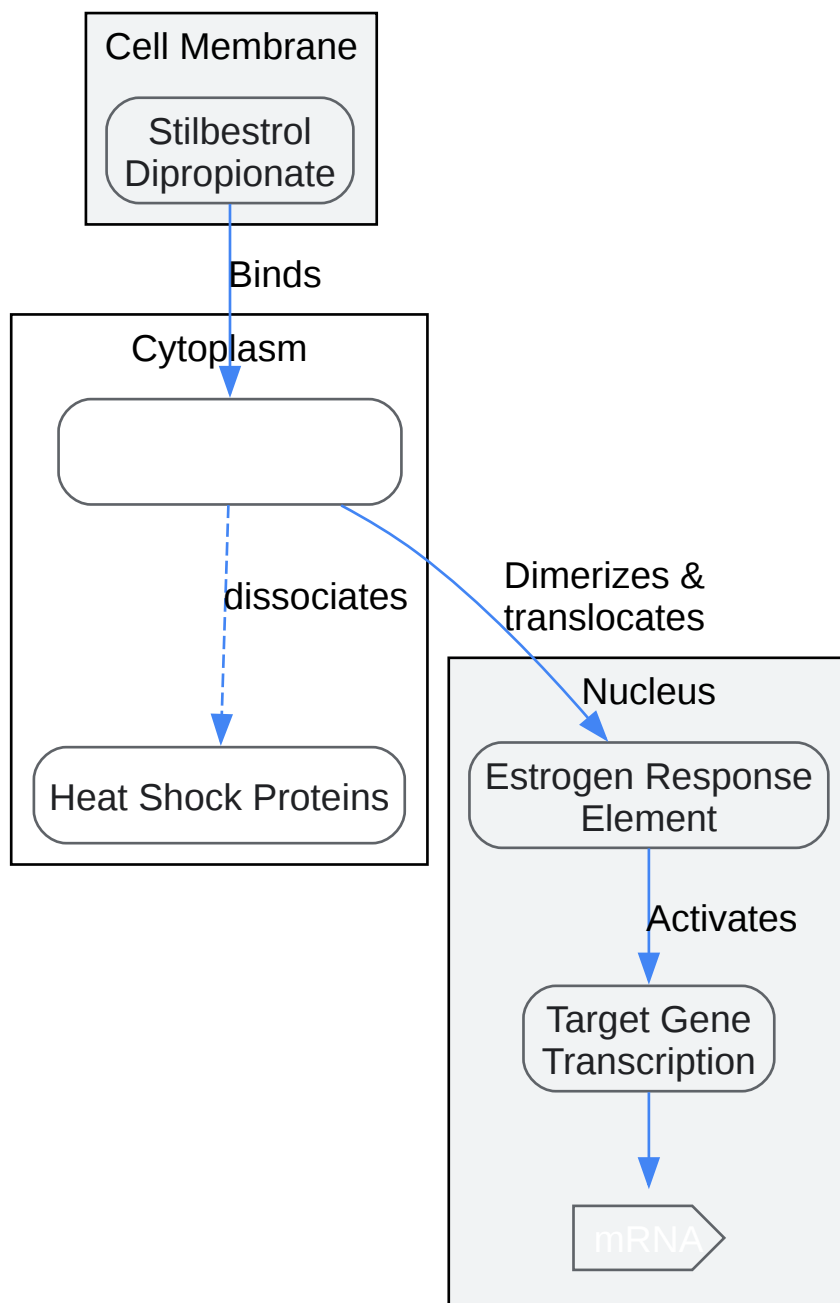 Cell Membrane
Stilbestrol
Dipropionate
Binds
Cytoplasm
dissociates
Dimerizes &
translocates
Heat Shock Proteins
Nucleus
Estrogen Response
Element
Activates
Target Gene
Transcription
mRNA